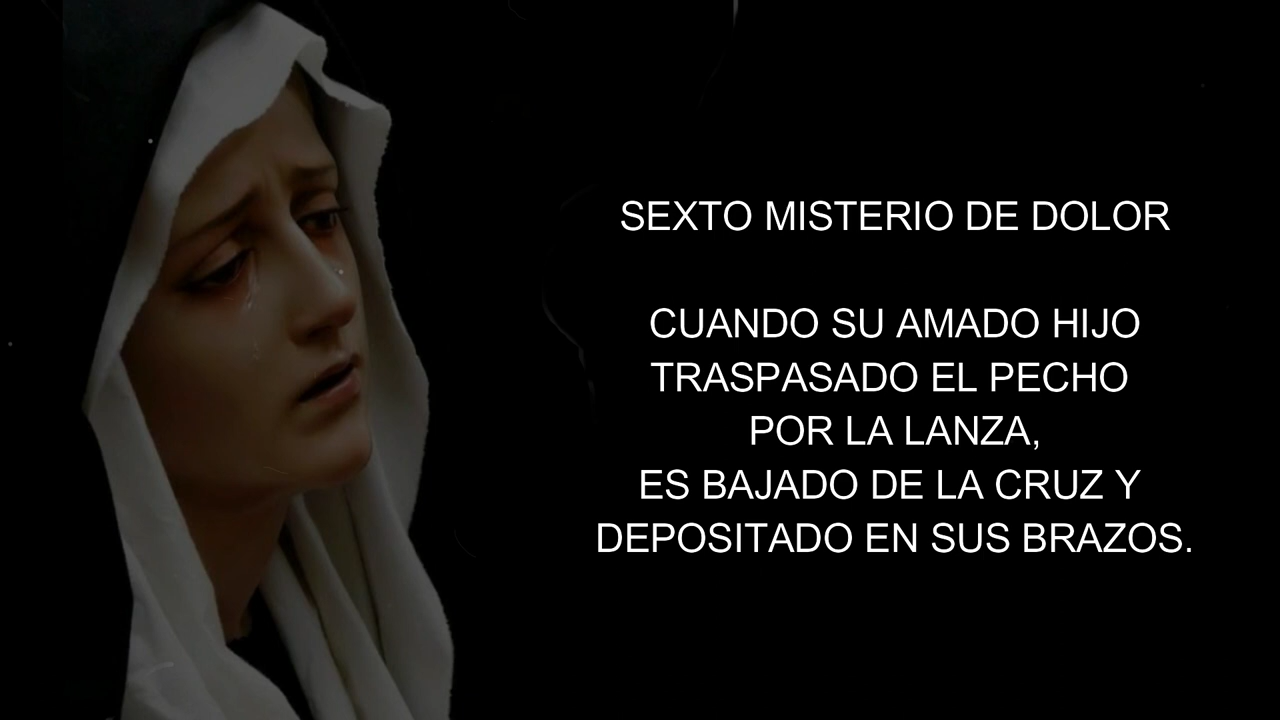 SEXTO MISTERIO DE DOLOR
CUANDO SU AMADO HIJO
TRASPASADO EL PECHO
POR LA LANZA,
ES BAJADO DE LA CRUZ Y
DEPOSITADO EN SUS BRAZOS.